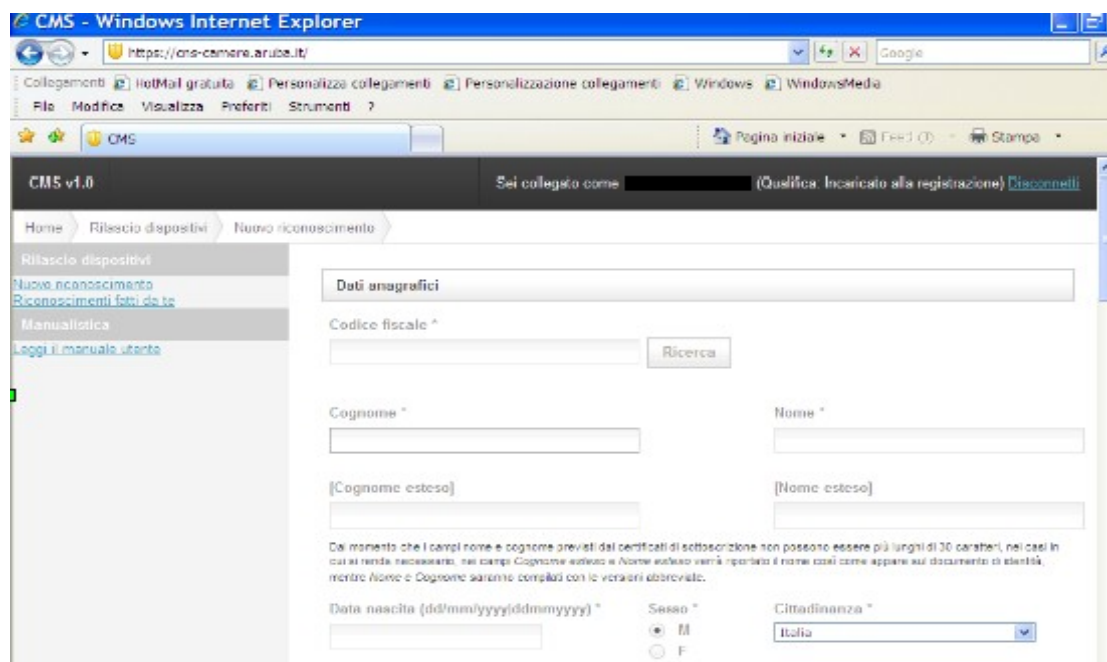 CMS - Windows Internet Explorer
https://cns-camere.aruba.it/
Google
Collegamenti HotMail gratuita Personalizza collegamenti Personalizzazione collegamenti Windows WindowsMedia
File Modifica Visualizza Preferiti Strumenti ?
CMS
Pagina iniziale Feed (J) Stampa
CMS v1.0
Sei collegato come (Qualifica: Incaricato alla registrazione) Disconnetti
Home Rilascio dispositivi Nuovo riconoscimento
Rilascio dispositivi
Nuovo riconoscimento
Riconoscimenti fatti da te
Manualistica
Leggi il manuale utente
Dati anagrafici
Codice fiscale *
Ricerca
Cognome *
Nome *
[Cognome esteso]
[Nome esteso]
Dal momento che i campi nome e cognome previsti dai certificati di sottoscrizione non possono essere più lunghi di 30 caratteri, nei casi in
cui si renda necessario, nei campi Cognome esteso e Nome esteso verrà riportato il nome così come appare sul documento di identità,
mentre Nome e Cognome saranno compilati con le versioni abbreviate.
Data nascita (dd/mm/yyyy|ddmmyyyy) *
Sesso *
Cittadinanza *
M
Italia
F